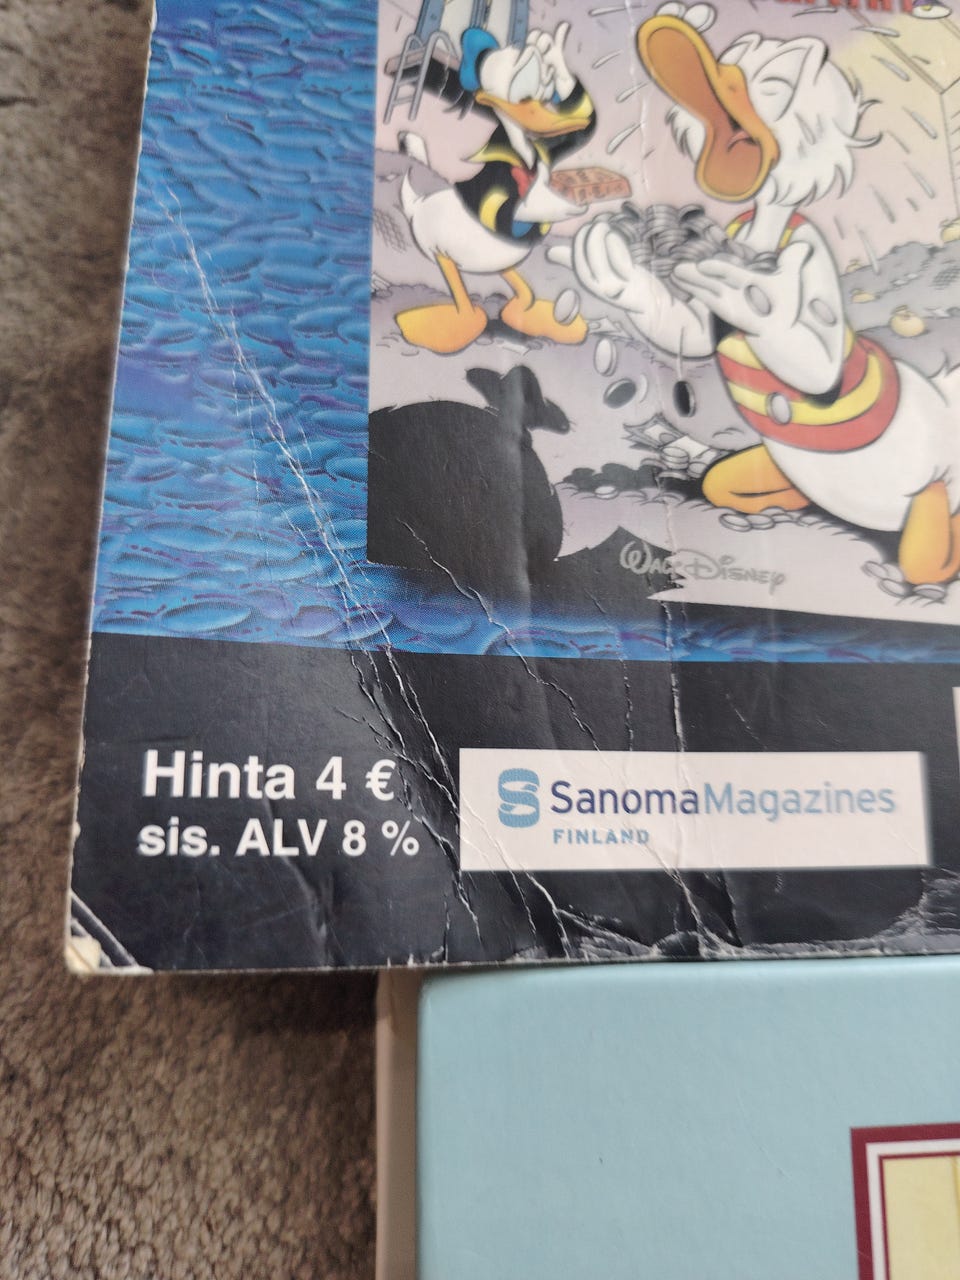 WALT DISNEY
Hinta 4 €
sis. ALV 8 %
SanomaMagazines
FINLAND